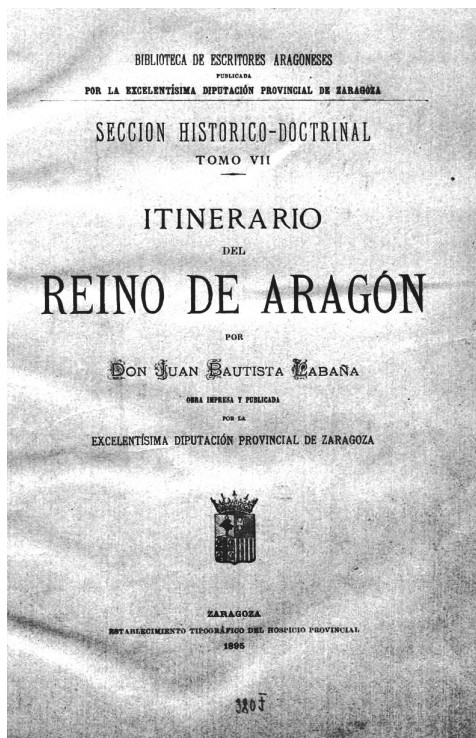 BIBLIOTECA DE ESCRITORES ARAGONESES
PUBLICADA
POR LA EXCELENTÍSIMA DIPUTACIÓN PROVINCIAL DE ZARAGOZA
SECCION HISTORICO-DOCTRINAL
TOMO VII
ITINERARIO
DEL
REINO DE ARAGÓN
POR
DON JUAN BAUTISTA LABAÑA
OBRA IMPRESA Y PUBLICADA
POR LA
EXCELENTÍSIMA DIPUTACIÓN PROVINCIAL DE ZARAGOZA
ZARAGOZA
ESTABLECIMIENTO TIPOGRÁFICO DEL HOSPICIO PROVINCIAL
1895